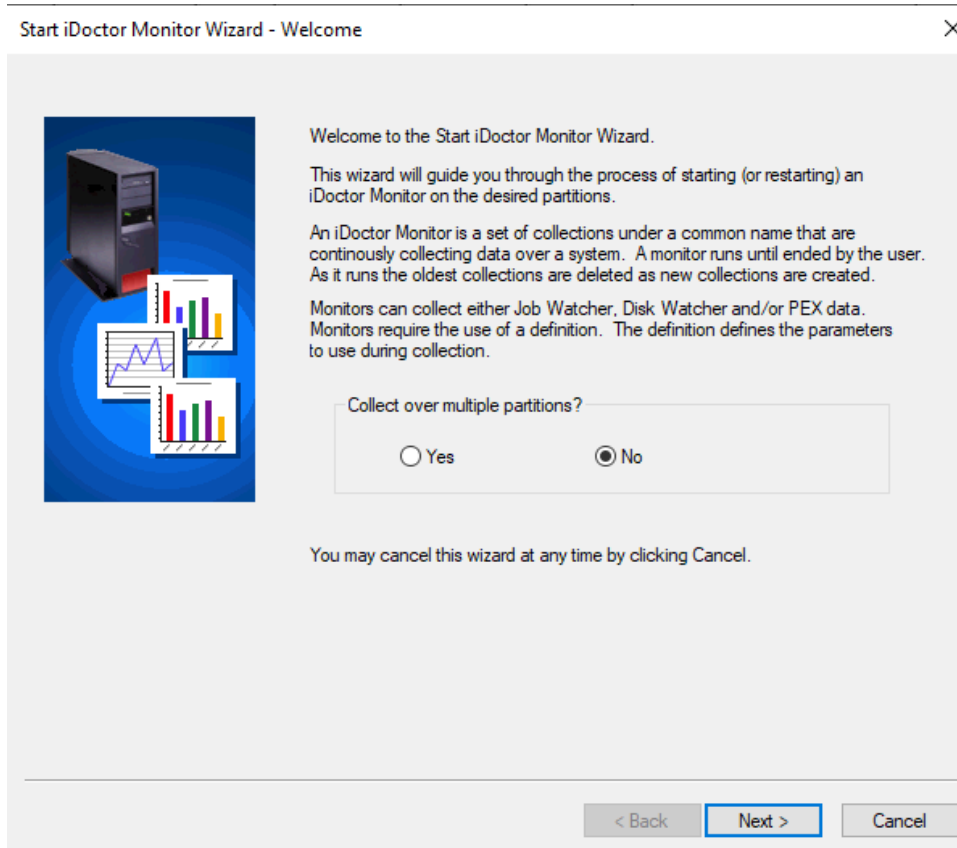 Start iDoctor Monitor Wizard - Welcome
Welcome to the Start iDoctor Monitor Wizard.
This wizard will guide you through the process of starting (or restarting) an
iDoctor Monitor on the desired partitions.
An iDoctor Monitor is a set of collections under a common name that are
continously collecting data over a system.  A monitor runs until ended by the user.
As it runs the oldest collections are deleted as new collections are created.
Monitors can collect either Job Watcher, Disk Watcher and/or PEX data.
Monitors require the use of a definition.  The definition defines the parameters
to use during collection.
Collect over multiple partitions?
Yes
No
You may cancel this wizard at any time by clicking Cancel.
< Back
Next >
Cancel